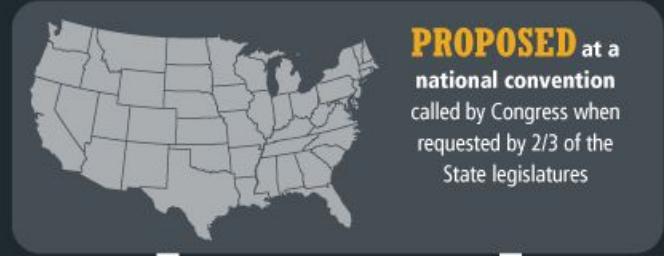 PROPOSED at a
national convention
called by Congress when
requested by 2/3 of the
State legislatures